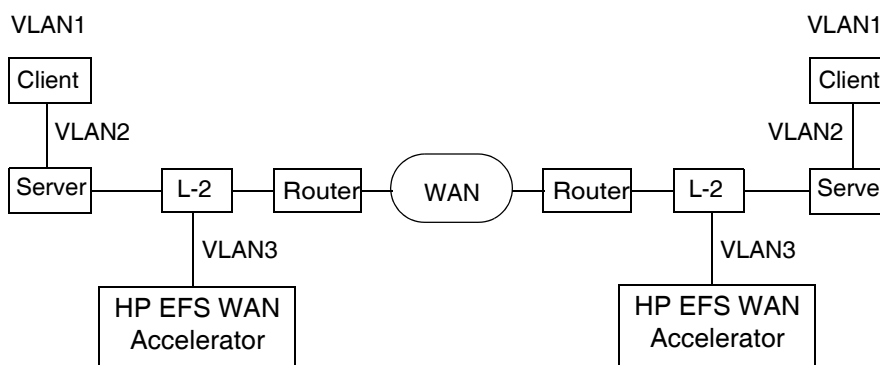 VLAN1
VLAN1
Client
Client
VLAN2
VLAN2
Server
L-2
Router
WAN
Router
L-2
Serve
VLAN3
VLAN3
HP EFS WAN
Accelerator
HP EFS WAN
Accelerator